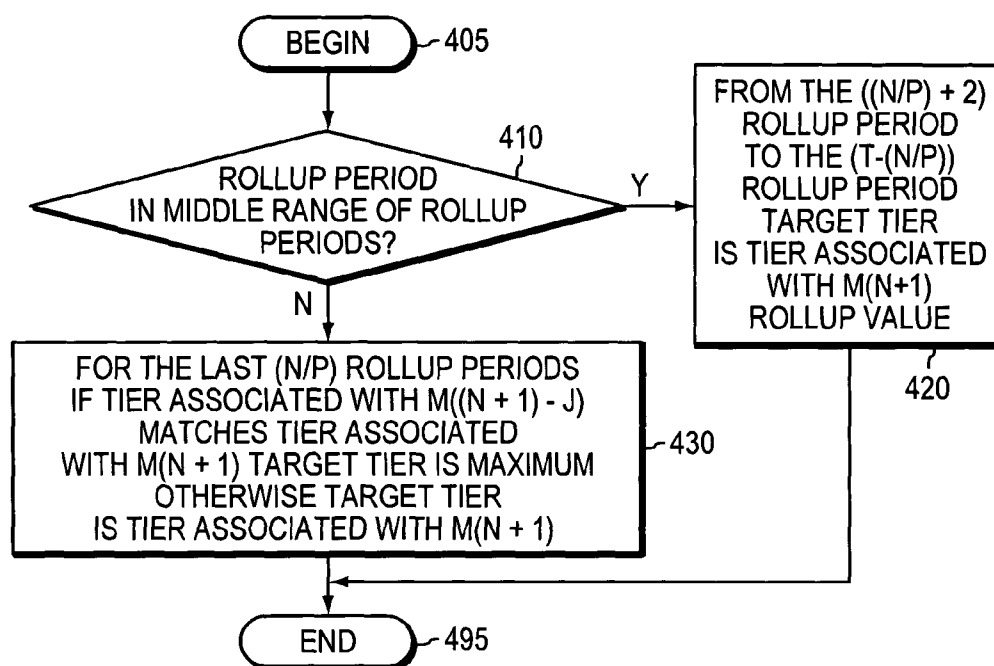 BEGIN
405
410
ROLLUP PERIOD
IN MIDDLE RANGE OF ROLLUP
PERIODS?
Y
N
FROM THE ((N/P) + 2)
ROLLUP PERIOD
TO THE (T-(N/P))
ROLLUP PERIOD
TARGET TIER
IS TIER ASSOCIATED
WITH M(N+1)
ROLLUP VALUE
420
FOR THE LAST (N/P) ROLLUP PERIODS
IF TIER ASSOCIATED WITH M((N + 1) - J)
MATCHES TIER ASSOCIATED
WITH M(N + 1) TARGET TIER IS MAXIMUM
OTHERWISE TARGET TIER
IS TIER ASSOCIATED WITH M(N + 1)
430
END
495